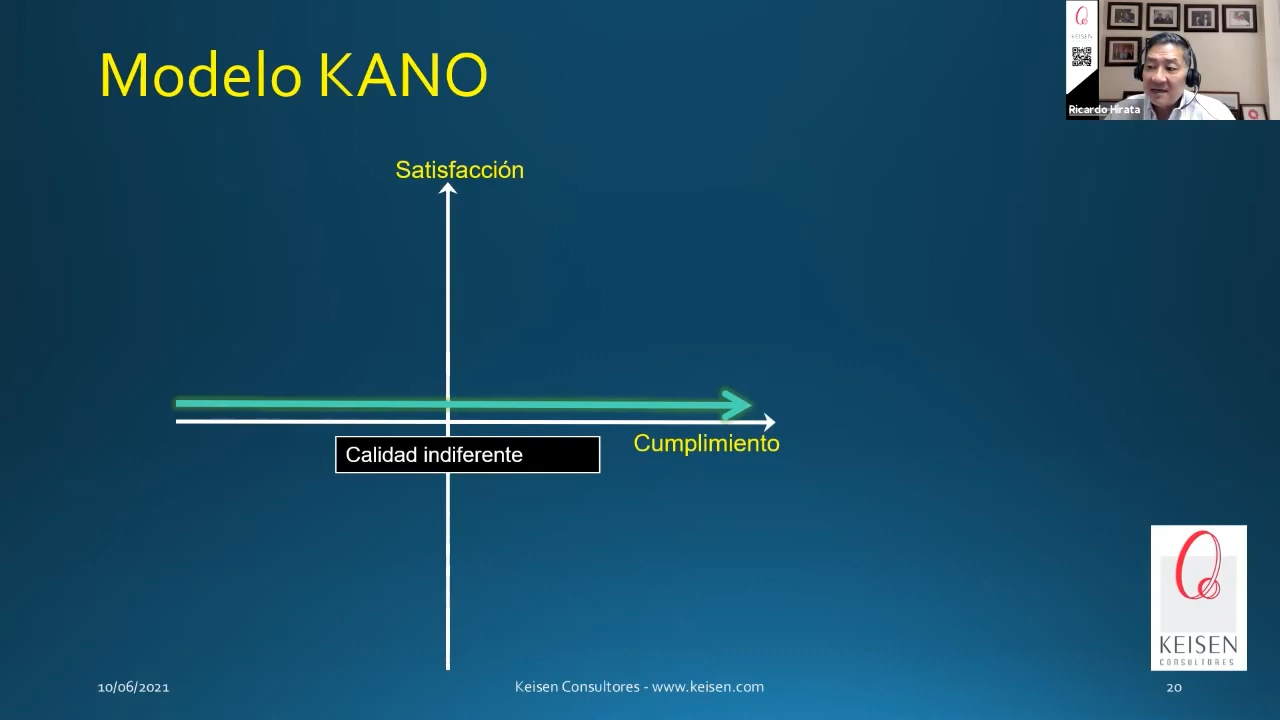 Modelo KANO
KEISEN
Ricardo Hirata
Satisfacción
Cumplimiento
Calidad indiferente
KEISEN
CONSULTORES
10/06/2021
Keisen Consultores - www.keisen.com
20